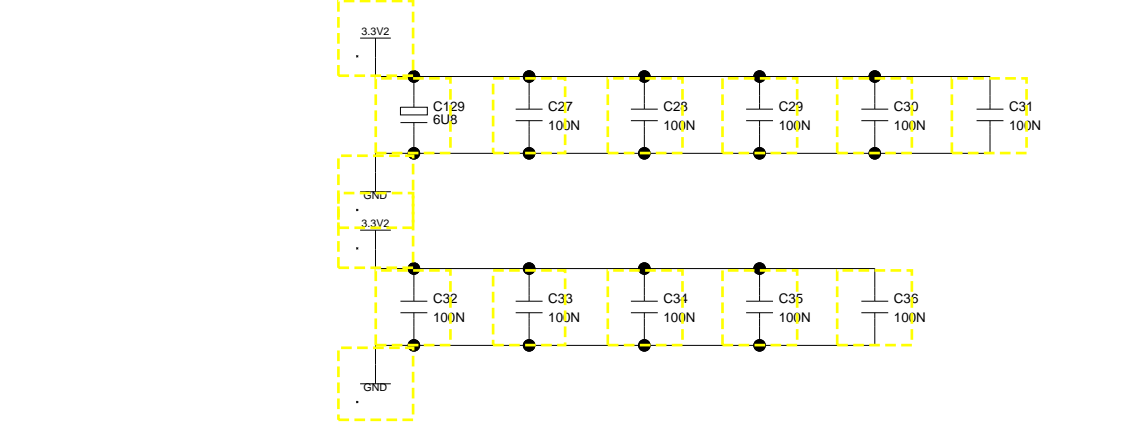 3.3V2
C129 C27 C28 C29 C30 C31
6U8 100N 100N 100N 100N 100N
GND
3.3V2
C32 C33 C34 C35 C36
100N 100N 100N 100N 100N
GND